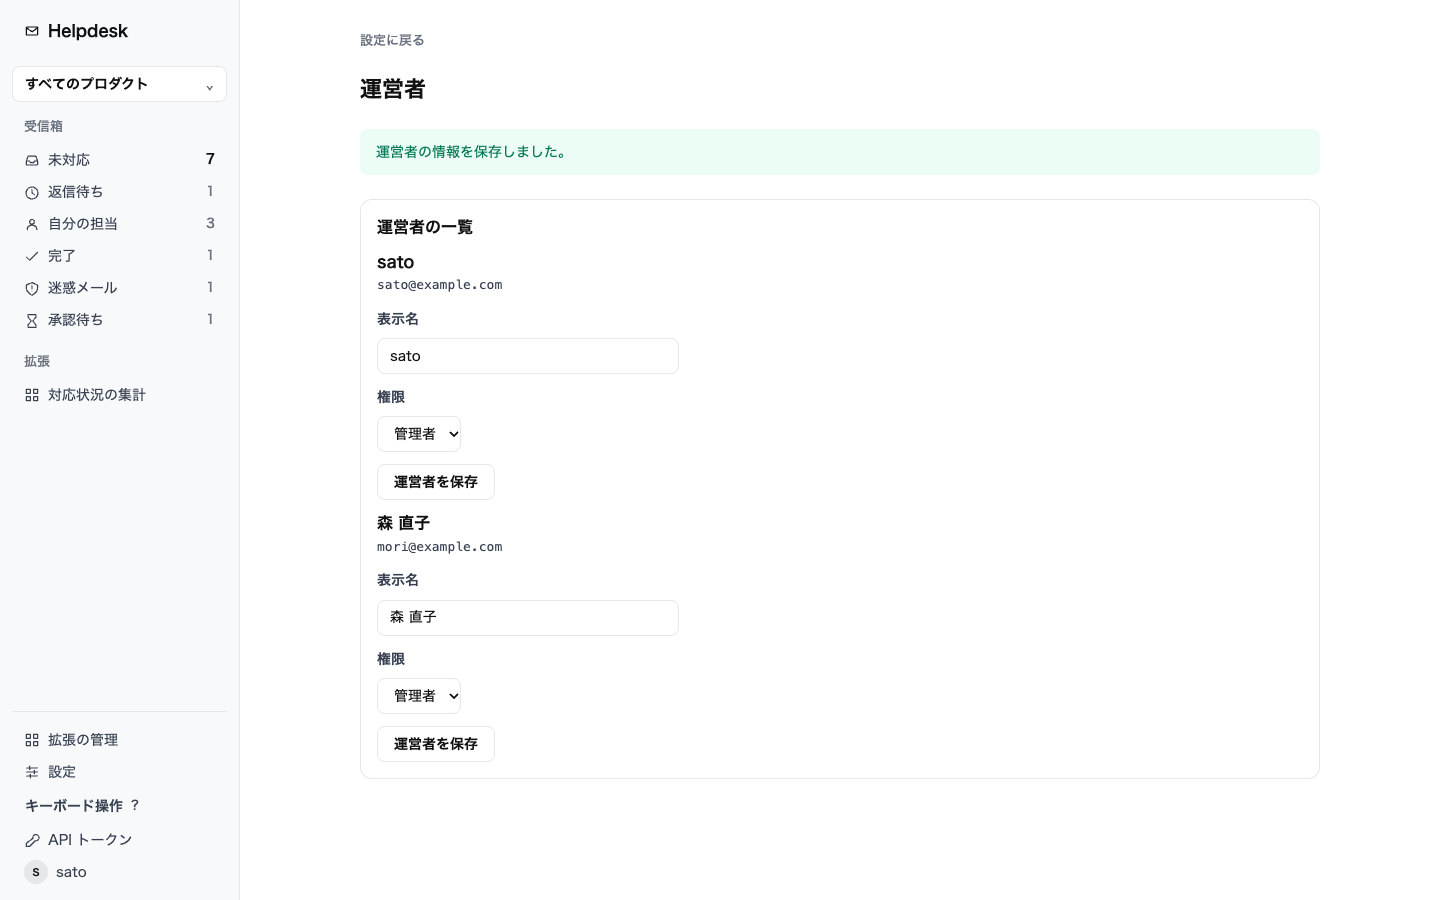 Helpdesk
すべてのプロダクト
受信箱
未対応 7
返信待ち 1
自分の担当 3
完了 1
迷惑メール 1
承認待ち 1
拡張
対応状況の集計
拡張の管理
設定
キーボード操作 ?
API トークン
S sato
設定に戻る
運営者
運営者の情報を保存しました。
運営者の一覧
sato
sato@example.com
表示名
sato
権限
管理者
運営者を保存
森 直子
mori@example.com
表示名
森 直子
権限
管理者
運営者を保存